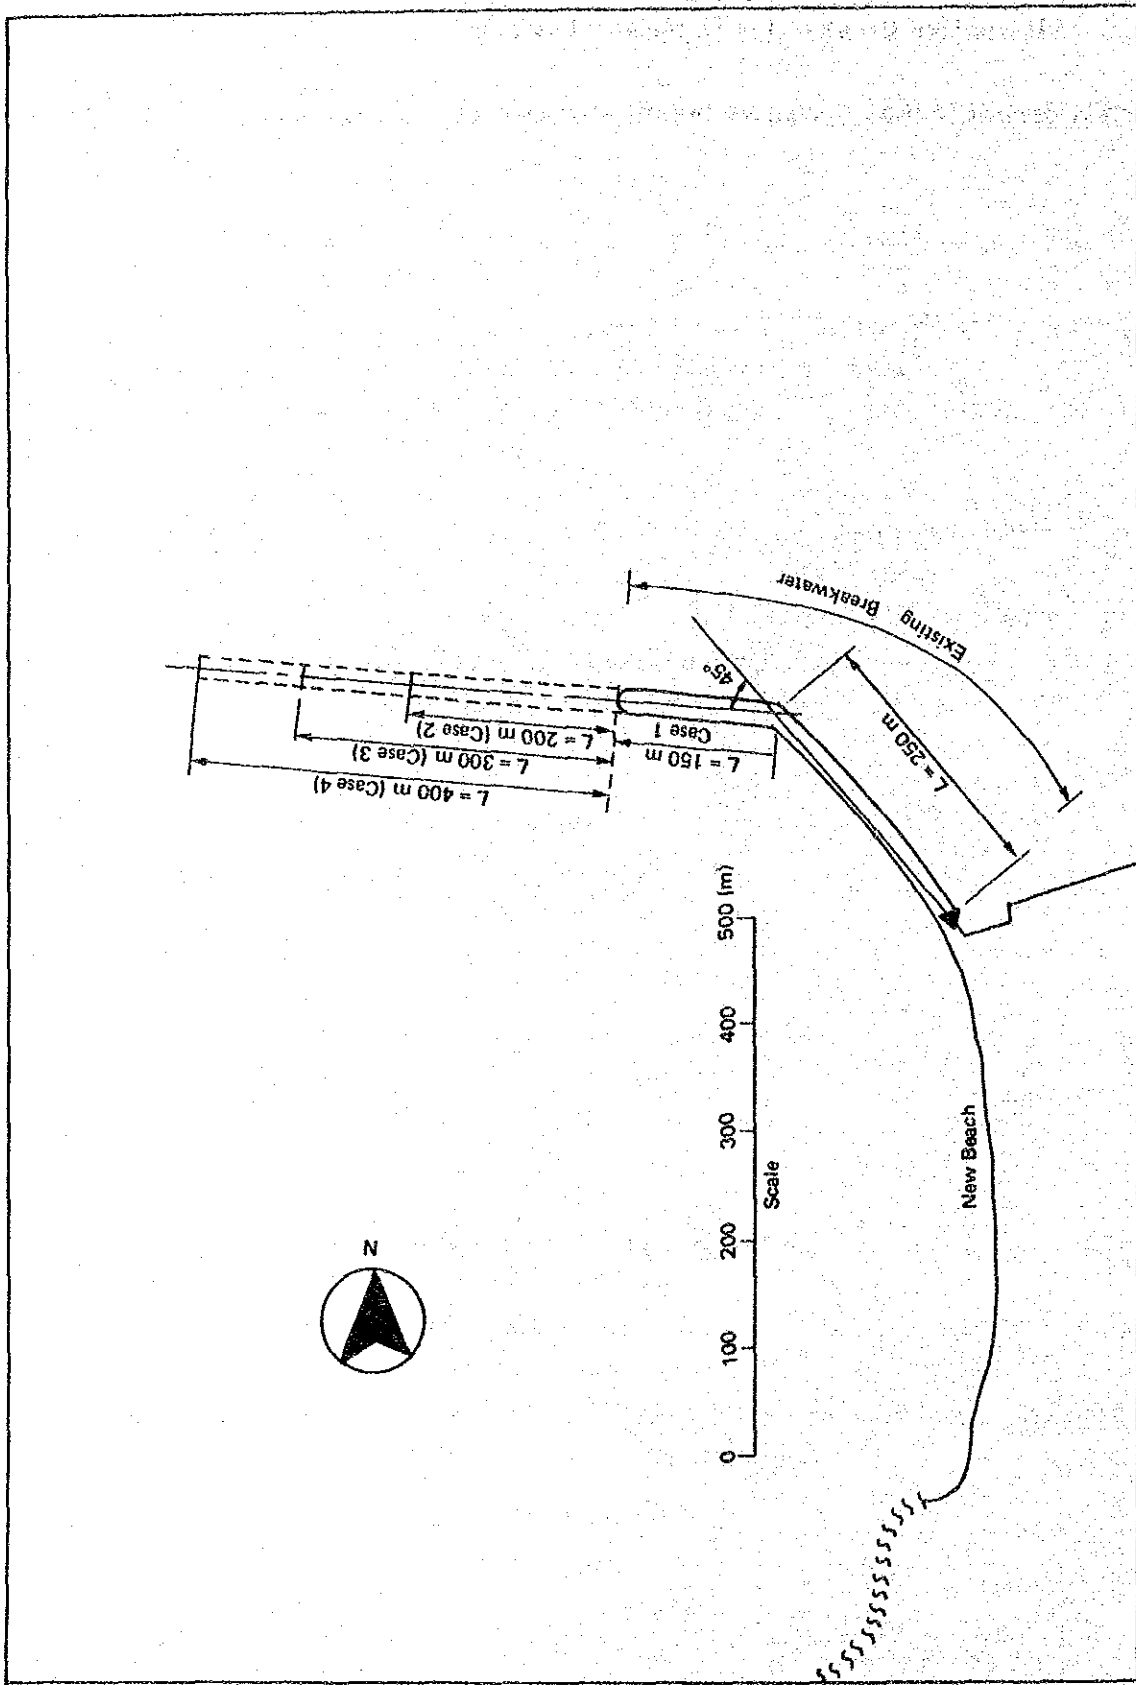 N
L = 400 m (Case 4)
L = 300 m (Case 3)
L = 200 m (Case 2)
L = 150 m
Case 1
45°
Existing Breakwater
L = 250 m
0 100 200 300 400 500 (m)
Scale
New Beach